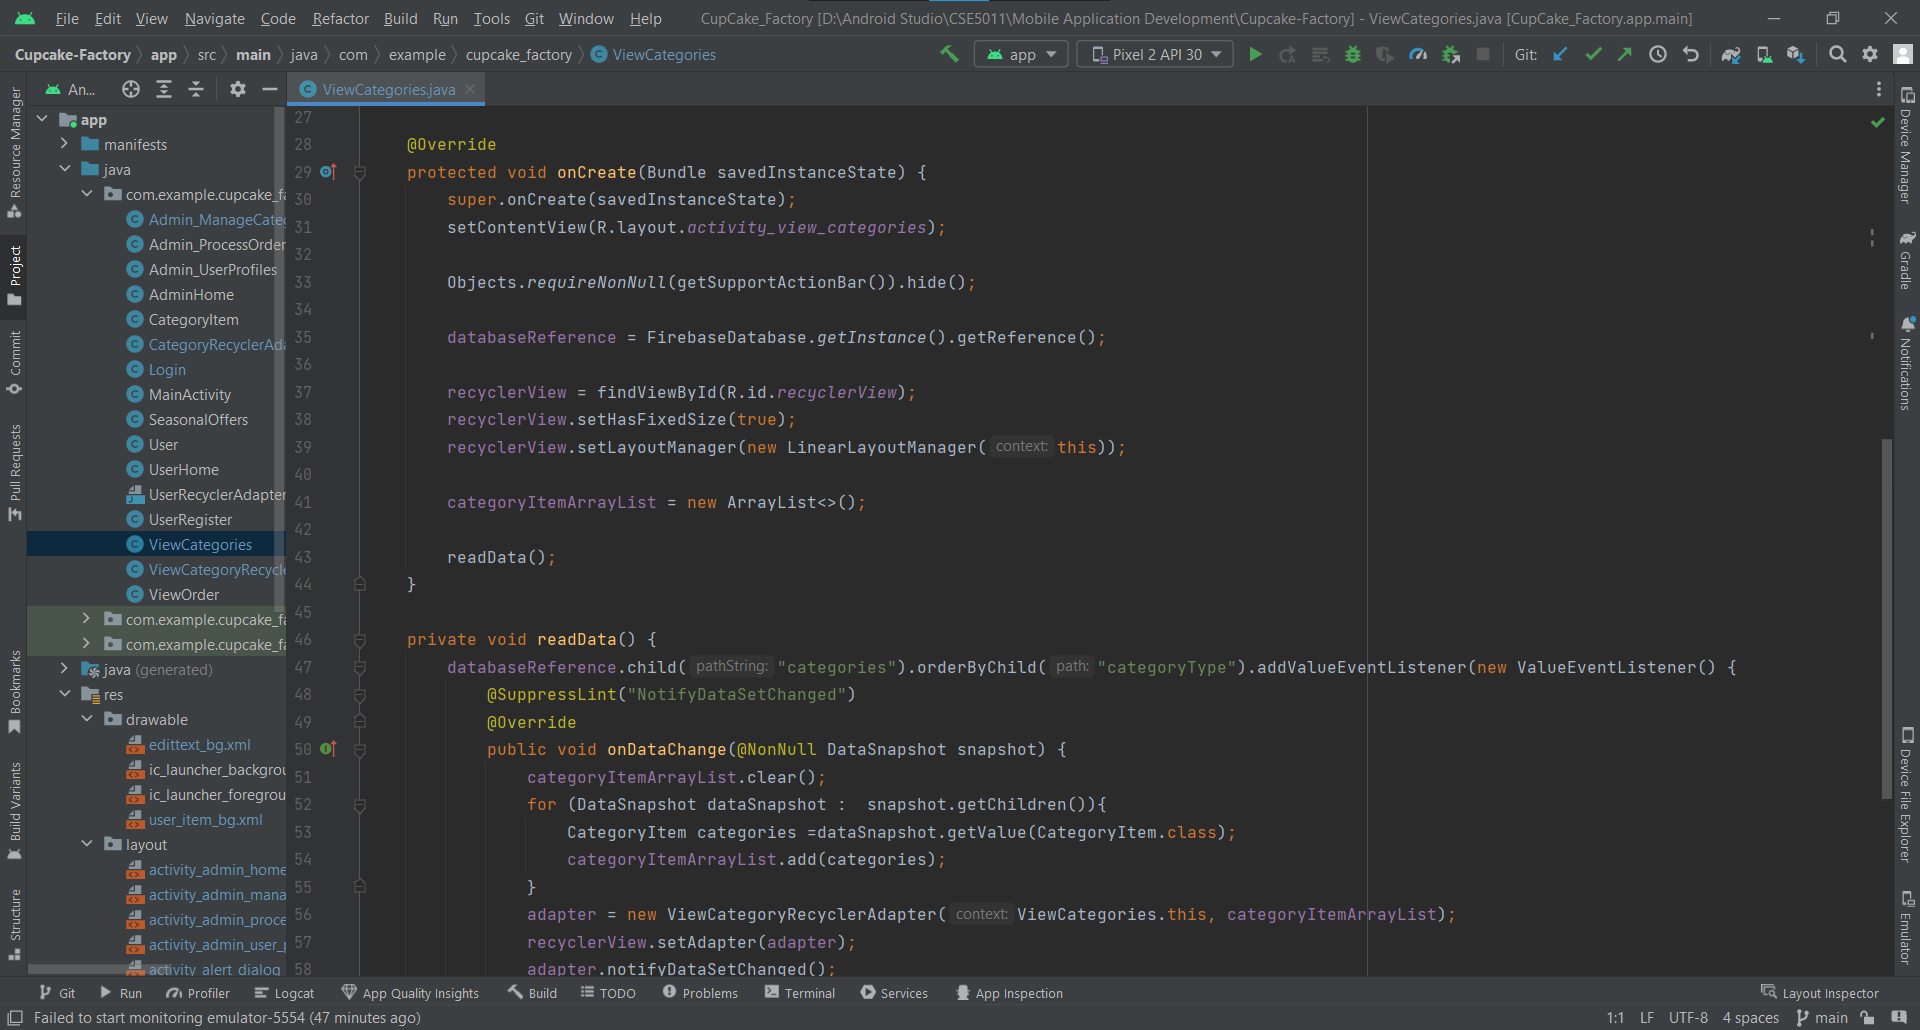 File Edit View Navigate Code Refactor Build Run Tools Git Window Help CupCake_Factory [D:\Android Studio\CSE5011\Mobile Application Development\Cupcake-Factory] - ViewCategories.java [CupCake_Factory.app.main]
Cupcake-Factory app src main java com example cupcake_factory ViewCategories app Pixel 2 API 30 Git:
An... ViewCategories.java
Resource Manager
Project
Commit
Pull Requests
Bookmarks
Build Variants
Structure
app
manifests
java
com.example.cupcake_fa
Admin_ManageCateg
Admin_ProcessOrder
Admin_UserProfiles
AdminHome
CategoryItem
CategoryRecyclerAda
Login
MainActivity
SeasonalOffers
User
UserHome
UserRecyclerAdapter
UserRegister
ViewCategories
ViewCategoryRecycle
ViewOrder
com.example.cupcake_fa
com.example.cupcake_fa
java (generated)
res
drawable
edittext_bg.xml
ic_launcher_backgrou
ic_launcher_foregrou
user_item_bg.xml
layout
activity_admin_home
activity_admin_mana
activity_admin_proce
activity_admin_user_p
activity_alert_dialog
27
28 @Override
29 protected void onCreate(Bundle savedInstanceState) {
30 super.onCreate(savedInstanceState);
31 setContentView(R.layout.activity_view_categories);
32
33 Objects.requireNonNull(getSupportActionBar()).hide();
34
35 databaseReference = FirebaseDatabase.getInstance().getReference();
36
37 recyclerView = findViewById(R.id.recyclerView);
38 recyclerView.setHasFixedSize(true);
39 recyclerView.setLayoutManager(new LinearLayoutManager( context: this));
40
41 categoryItemArrayList = new ArrayList<>();
42
43 readData();
44 }
45
46 private void readData() {
47 databaseReference.child( pathString: "categories").orderByChild( path: "categoryType").addValueEventListener(new ValueEventListener() {
48 @SuppressLint("NotifyDataSetChanged")
49 @Override
50 public void onDataChange(@NonNull DataSnapshot snapshot) {
51 categoryItemArrayList.clear();
52 for (DataSnapshot dataSnapshot :  snapshot.getChildren()){
53 CategoryItem categories =dataSnapshot.getValue(CategoryItem.class);
54 categoryItemArrayList.add(categories);
55 }
56 adapter = new ViewCategoryRecyclerAdapter( context: ViewCategories.this, categoryItemArrayList);
57 recyclerView.setAdapter(adapter);
58 adapter.notifyDataSetChanged();
Device Manager
Gradle
Notifications
Device File Explorer
Emulator
Git Run Profiler Logcat App Quality Insights Build TODO Problems Terminal Services App Inspection Layout Inspector
Failed to start monitoring emulator-5554 (47 minutes ago) 1:1 LF UTF-8 4 spaces main